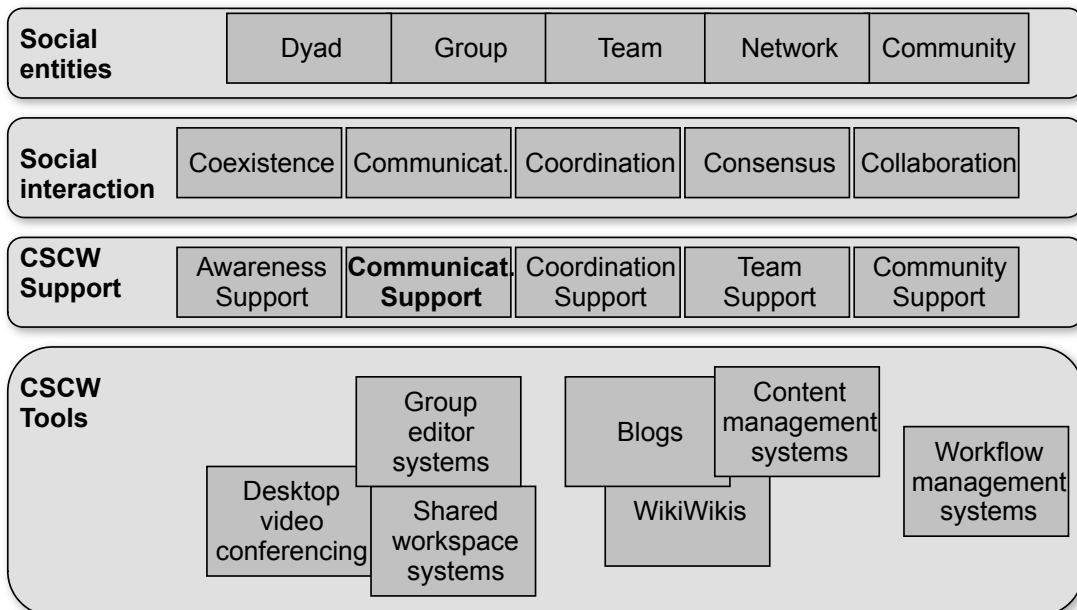 Social
entities
Dyad
Group
Team
Network
Community
Social
interaction
Coexistence
Communicat.
Coordination
Consensus
Collaboration
CSCW
Support
Awareness
Support
Communicat.
Support
Coordination
Support
Team
Support
Community
Support
CSCW
Tools
Group
editor
systems
Blogs
Content
management
systems
Desktop
video
conferencing
Shared
workspace
systems
WikiWikis
Workflow
management
systems